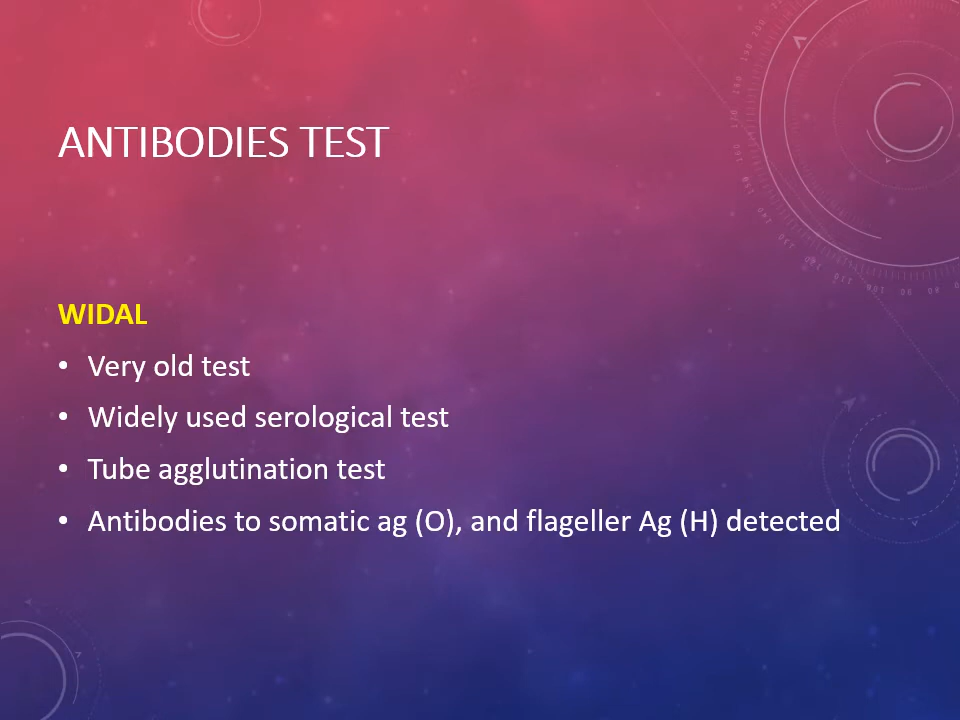 ANTIBODIES TEST
WIDAL
• Very old test
• Widely used serological test
• Tube agglutination test
• Antibodies to somatic ag (O), and flageller Ag (H) detected